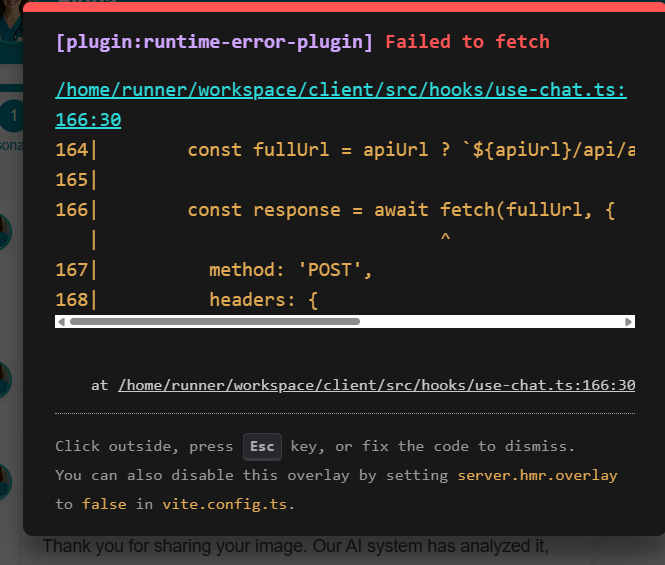 [plugin:runtime-error-plugin] Failed to fetch
/home/runner/workspace/client/src/hooks/use-chat.ts:
166:30
164|        const fullUrl = apiUrl ? `${apiUrl}/api/a
165|
166|        const response = await fetch(fullUrl, {
   |                               ^
167|          method: 'POST',
168|          headers: {
at /home/runner/workspace/client/src/hooks/use-chat.ts:166:30
Click outside, press Esc key, or fix the code to dismiss.
You can also disable this overlay by setting server.hmr.overlay
to false in vite.config.ts.
1
sona
Thank you for sharing your image. Our AI system has analyzed it,